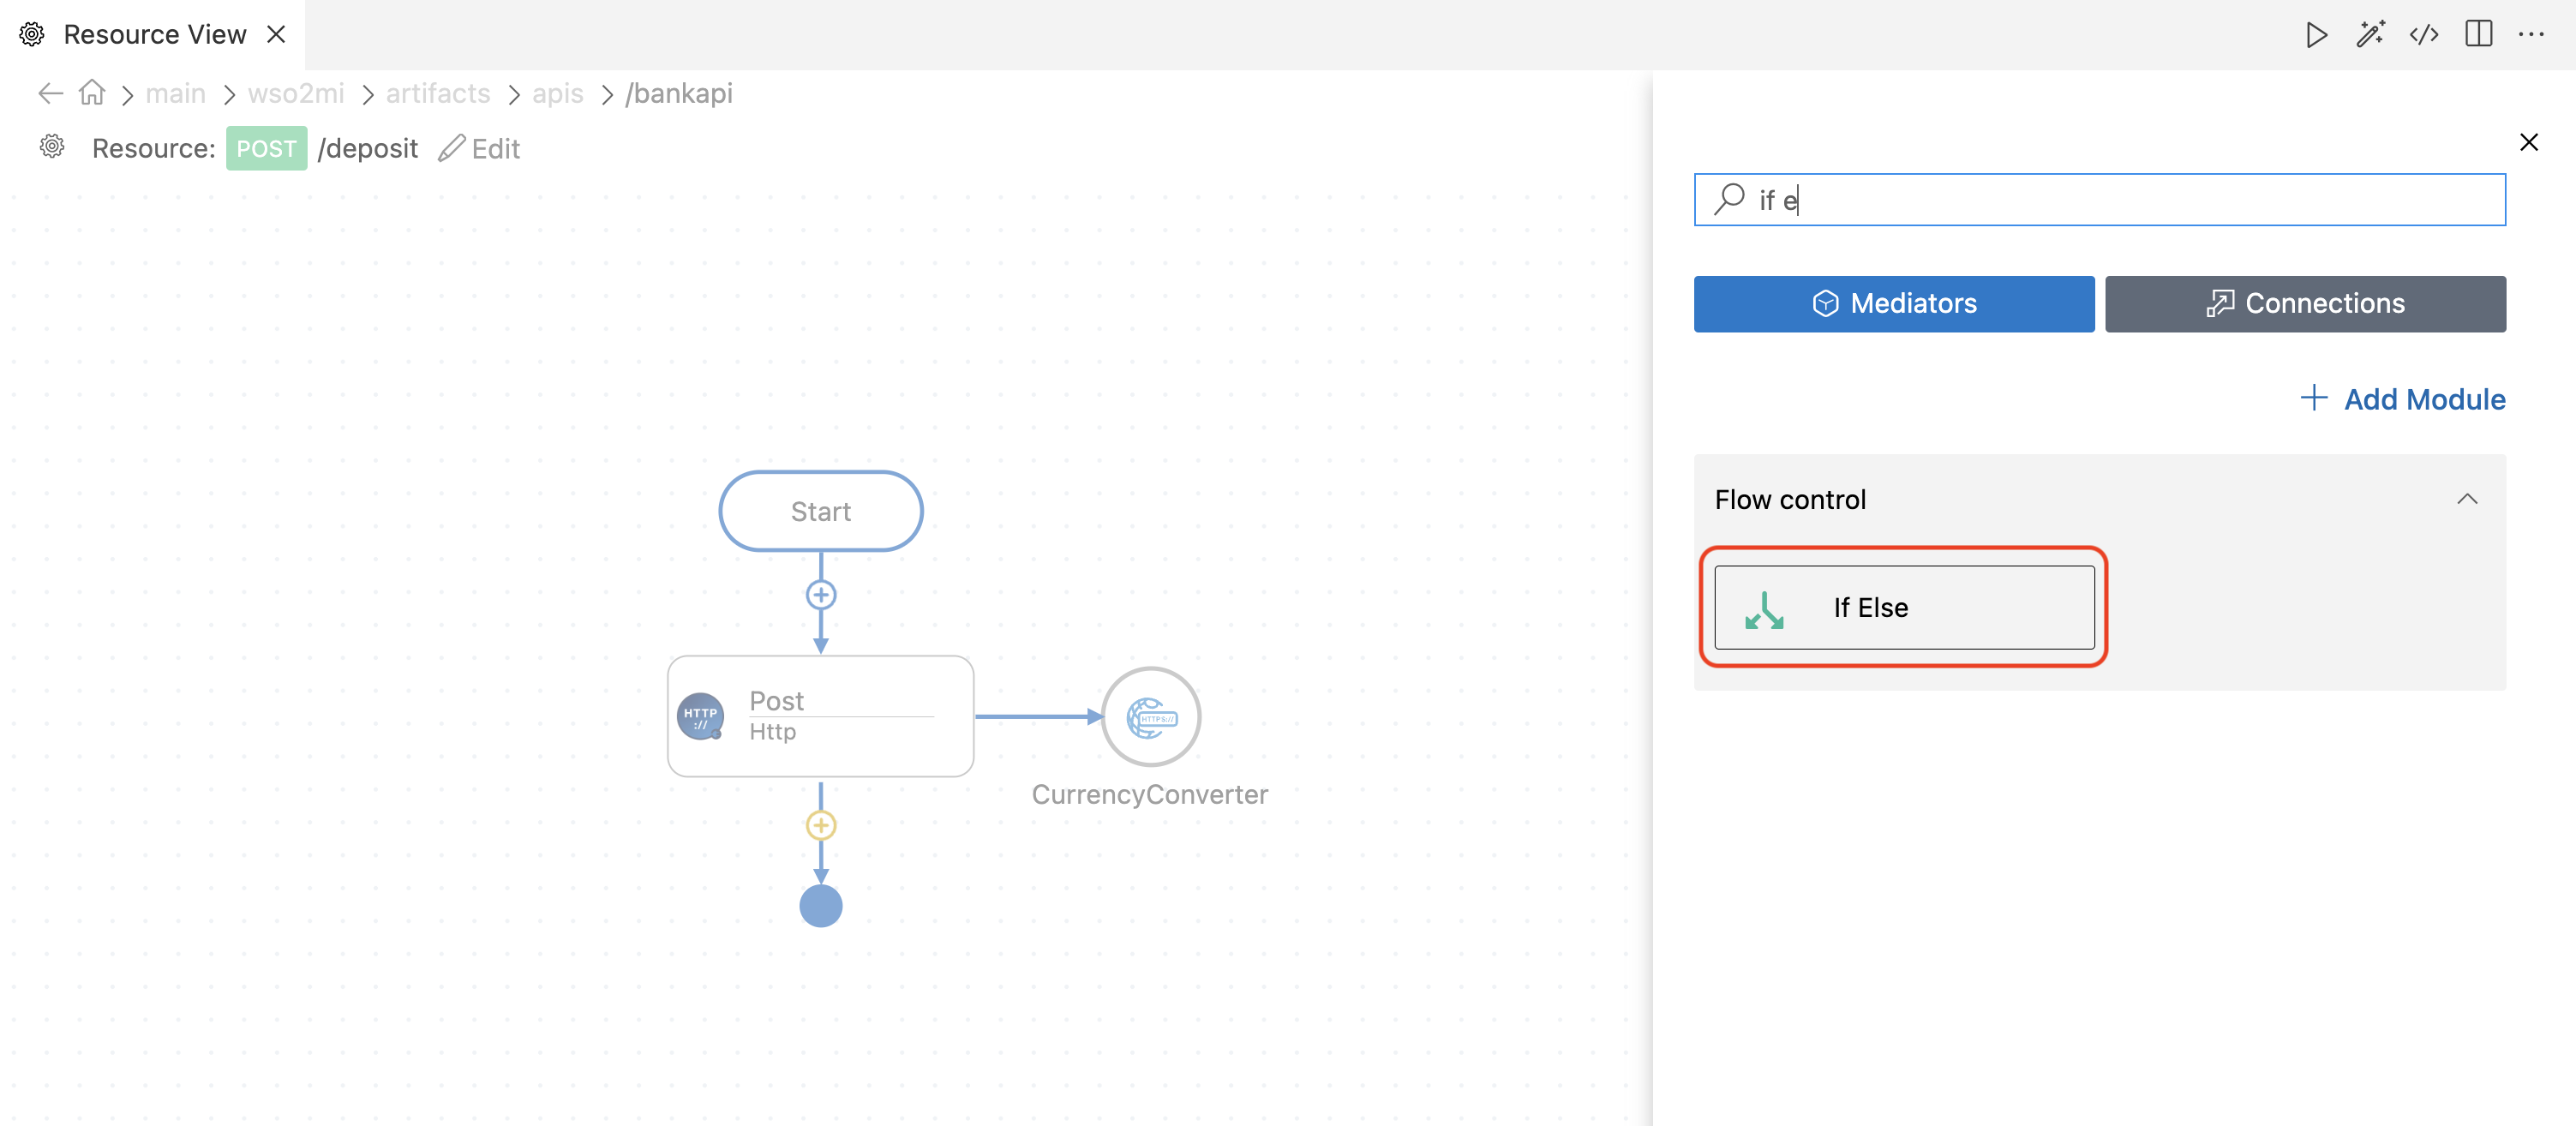 Resource View
main > wso2mi > artifacts > apis > /bankapi
Resource: POST /deposit Edit
if e
Mediators
Connections
Add Module
Flow control
If Else
Start
HTTP
://
Post
Http
HTTPS://
CurrencyConverter